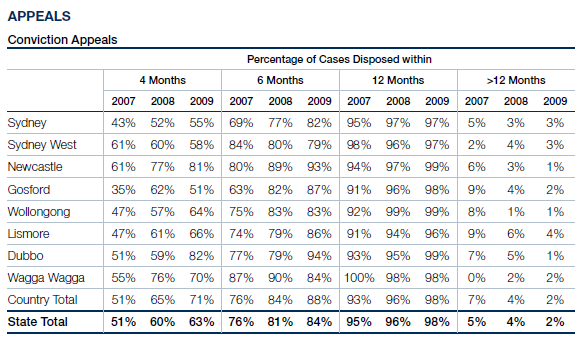 APPEALS
Conviction Appeals
Percentage of Cases Disposed within
4 Months 6 Months 12 Months >12 Months
2007 2008 2009 2007 2008 2009 2007 2008 2009 2007 2008 2009
Sydney 43% 52% 55% 69% 77% 82% 95% 97% 97% 5% 3% 3%
Sydney West 61% 60% 58% 84% 80% 79% 98% 96% 97% 2% 4% 3%
Newcastle 61% 77% 81% 80% 89% 93% 94% 97% 99% 6% 3% 1%
Gosford 35% 62% 51% 63% 82% 87% 91% 96% 98% 9% 4% 2%
Wollongong 47% 57% 64% 75% 83% 83% 92% 99% 99% 8% 1% 1%
Lismore 47% 61% 66% 74% 79% 86% 91% 94% 96% 9% 6% 4%
Dubbo 51% 59% 82% 77% 79% 94% 93% 95% 99% 7% 5% 1%
Wagga Wagga 55% 76% 70% 87% 90% 84% 100% 98% 98% 0% 2% 2%
Country Total 51% 65% 71% 76% 84% 88% 93% 96% 98% 7% 4% 2%
State Total 51% 60% 63% 76% 81% 84% 95% 96% 98% 5% 4% 2%